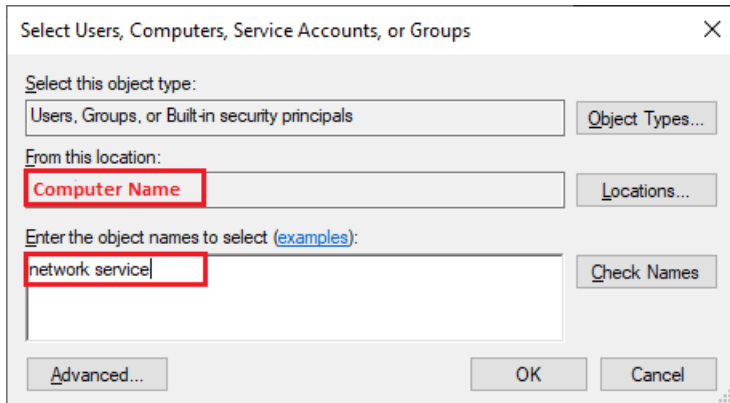 Select Users, Computers, Service Accounts, or Groups
Select this object type:
Users, Groups, or Built-in security principals
Object Types...
From this location:
Computer Name
Locations...
Enter the object names to select (examples):
network service
Check Names
Advanced...
OK
Cancel